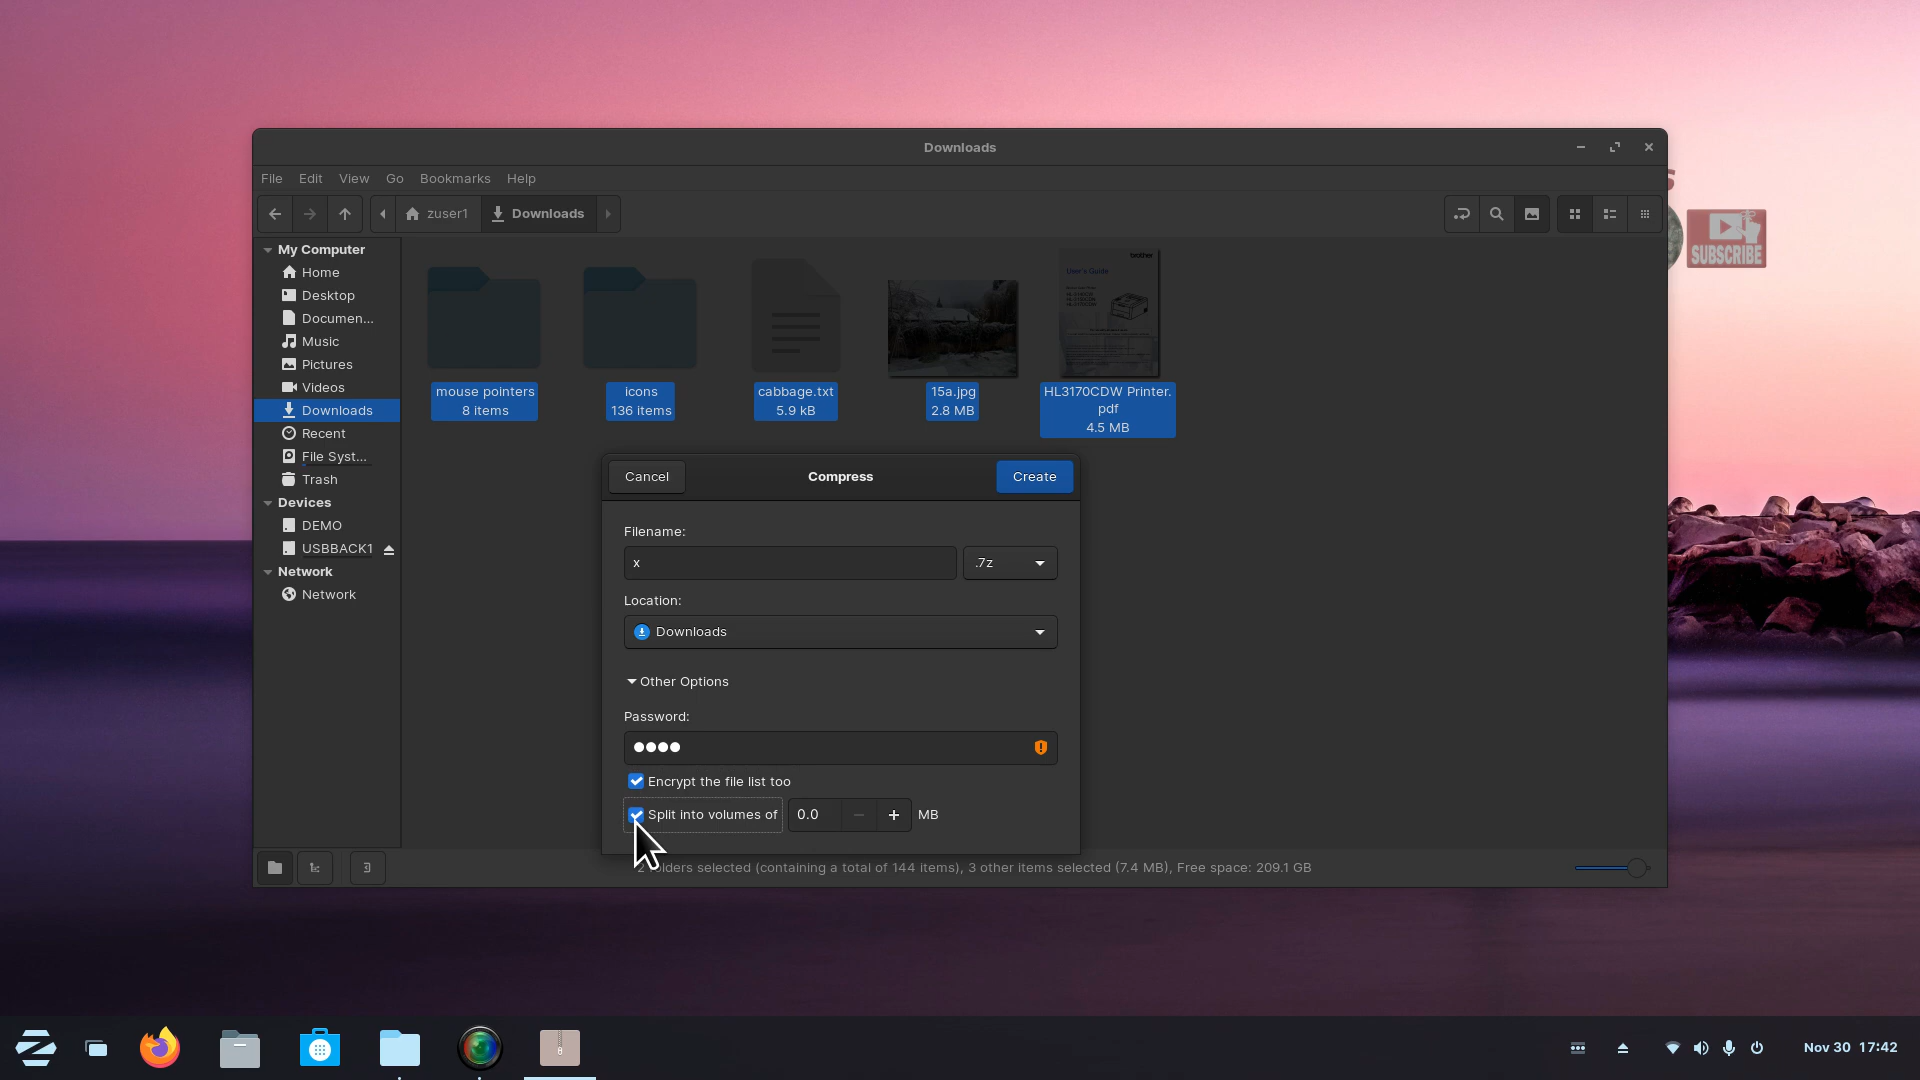 Downloads
File Edit View Go Bookmarks Help
zuser1 Downloads
s
SUBSCRIBE
My Computer
Home
Desktop
Documen...
Music
Pictures
Videos
Downloads
Recent
File Syst...
Trash
Devices
DEMO
USBBACK1
Network
Network
brother
User's Guide
mouse pointers
8 items
icons
136 items
cabbage.txt
5.9 kB
15a.jpg
2.8 MB
HL3170CDW Printer.
pdf
4.5 MB
Cancel Compress Create
Filename:
x .7z
Location:
Downloads
Other Options
Password:
Encrypt the file list too
Split into volumes of 0.0 MB
2 folders selected (containing a total of 144 items), 3 other items selected (7.4 MB), Free space: 209.1 GB
Nov 30 17:42